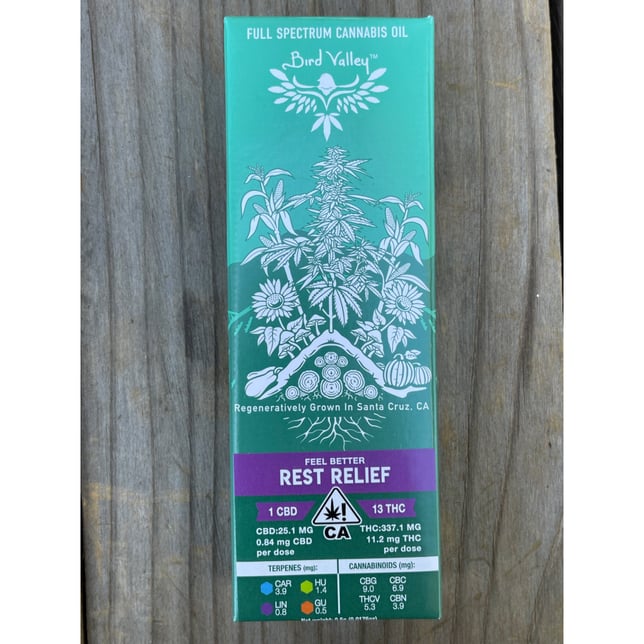 FULL SPECTRUM CANNABIS OIL
Bird Valley™
Regeneratively Grown In Santa Cruz, CA
FEEL BETTER
REST RELIEF
1 CBD
13 THC
CBD:25.1 MG
0.84 mg CBD
per dose
CA
THC:337.1 MG
11.2 mg THC
per dose
TERPENES (mg):
CAR
3.9
HU
1.4
LIN
0.8
GU
0.5
CANNABINOIDS (mg):
CBG
9.0
CBC
6.9
THCV
5.3
CBN
3.9